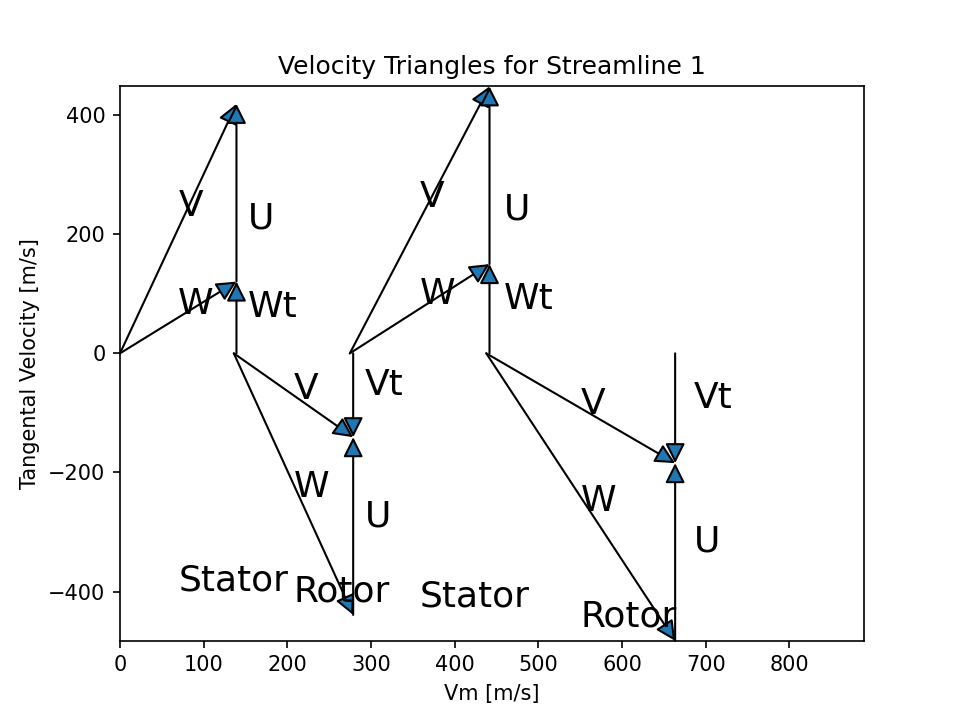 Velocity Triangles for Streamline 1
Tangental Velocity [m/s]
400
200
0
−200
−400
V
U
W
Wt
V
Vt
W
U
V
U
W
Wt
V
Vt
W
U
Stator
Rotor
Stator
Rotor
0 100 200 300 400 500 600 700 800
Vm [m/s]